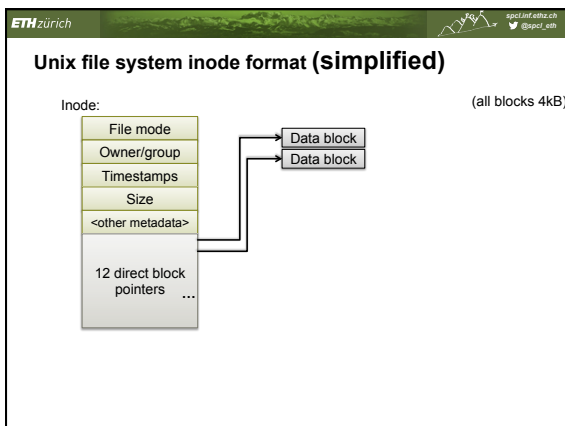 ETH zürich
spcl.inf.ethz.ch
@spcl_eth
Unix file system inode format (simplified)
Inode:
(all blocks 4kB)
File mode
Owner/group
Timestamps
Size
<other metadata>
12 direct block
pointers ...
Data block
Data block